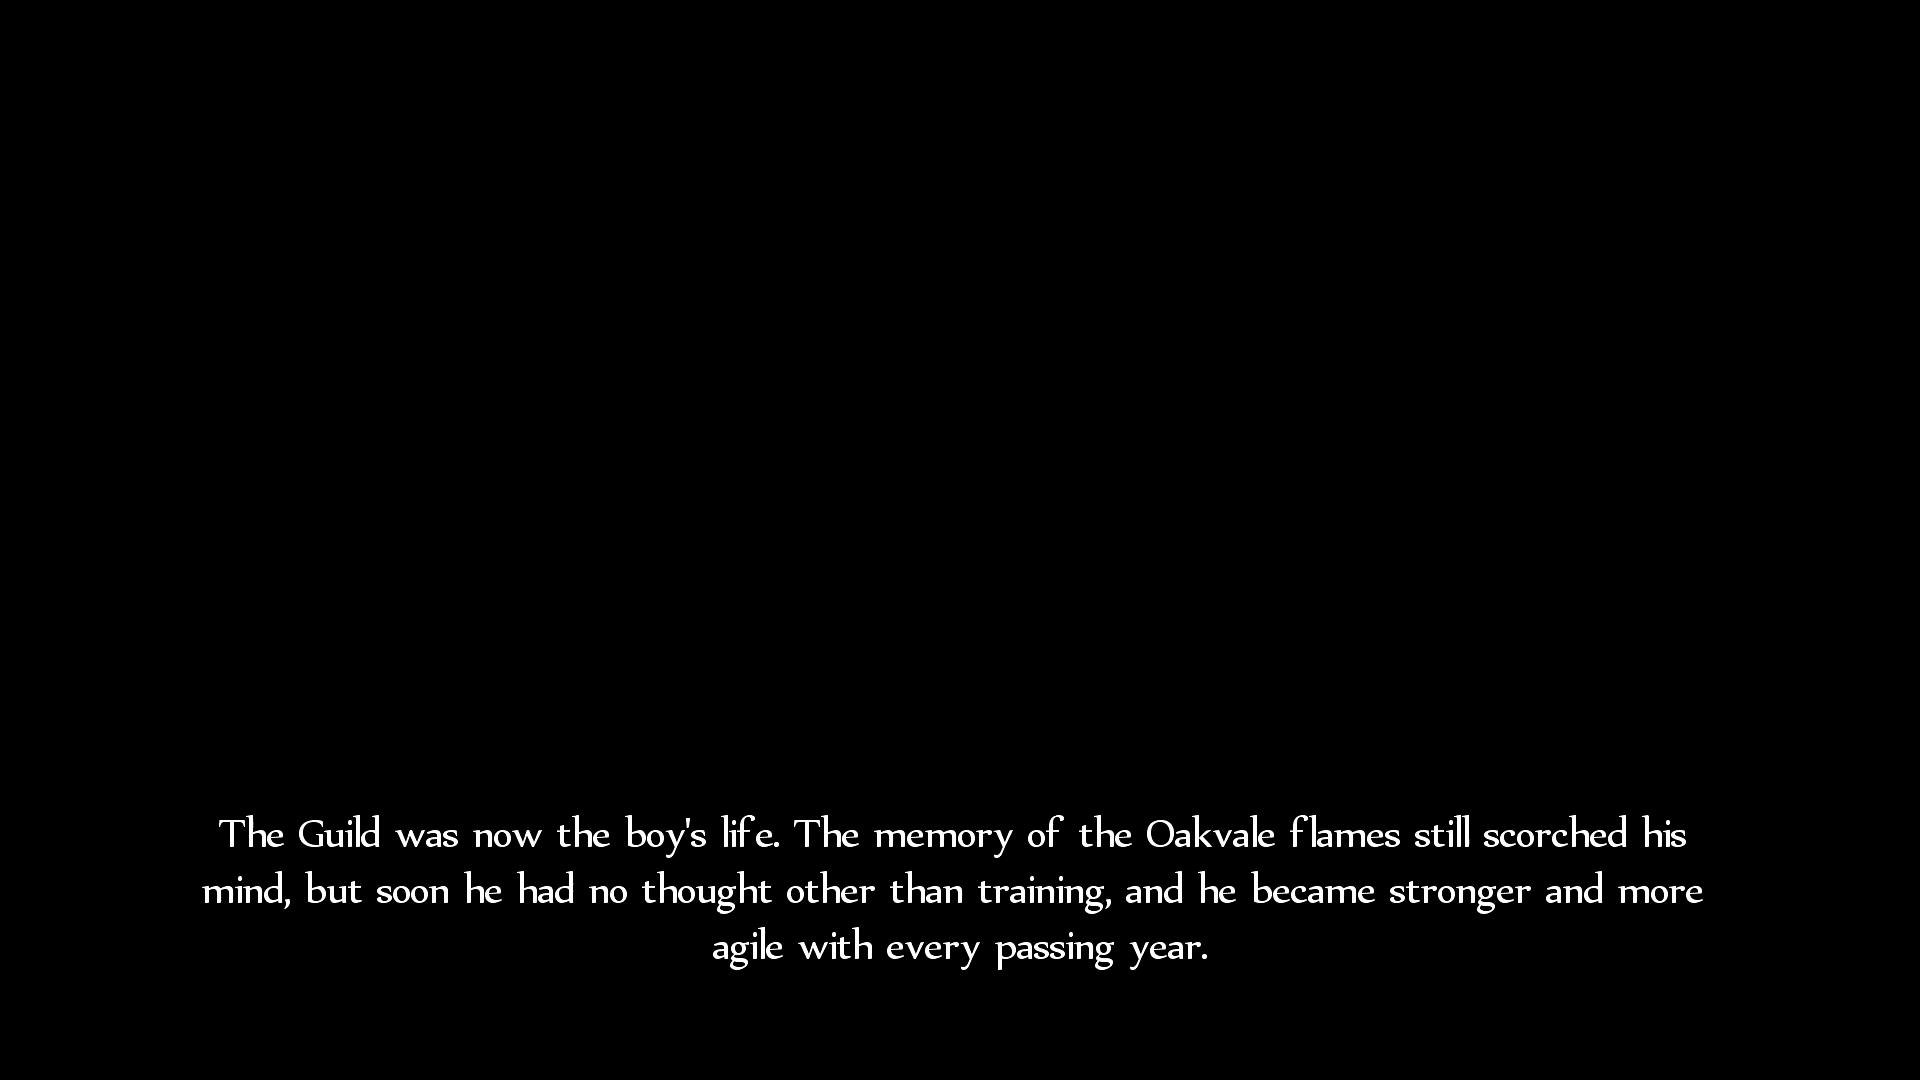 The Guild was now the boy's life. The memory of the Oakvale flames still scorched his
mind, but soon he had no thought other than training, and he became stronger and more
agile with every passing year.